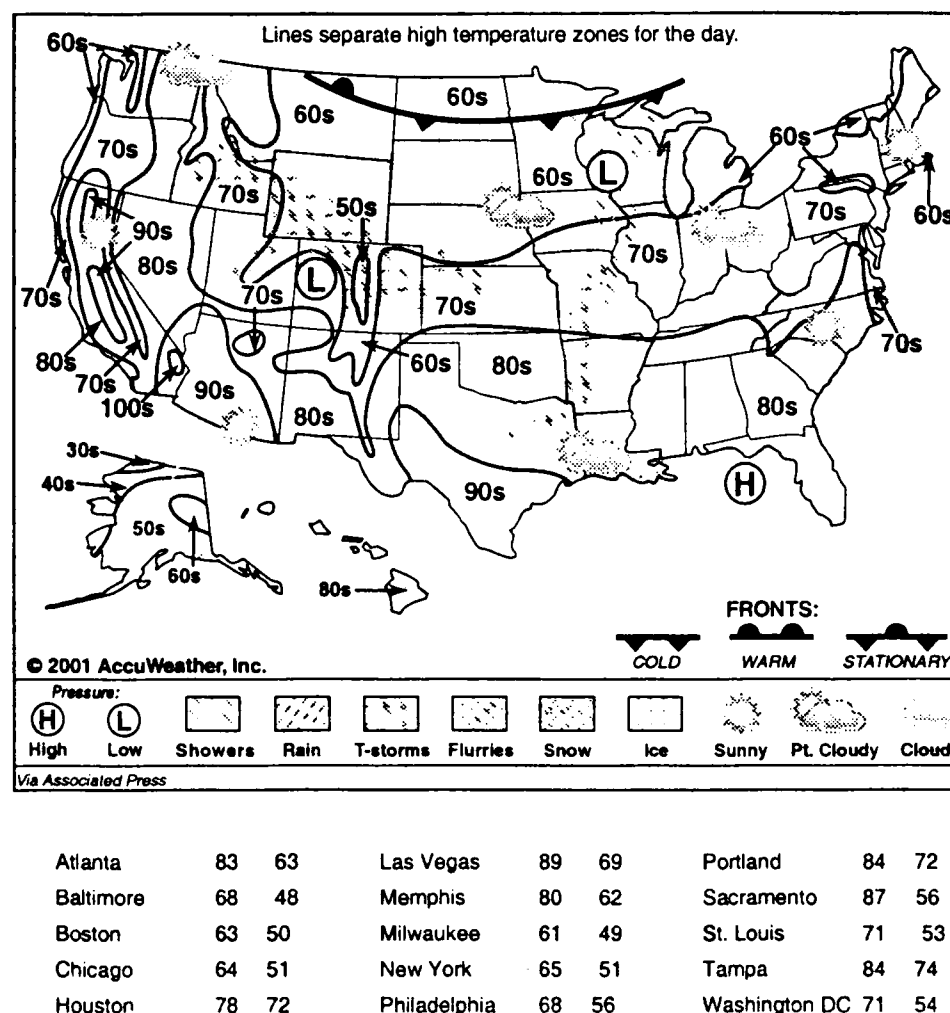 Lines separate high temperature zones for the day.
60s
60s
60s
60s
70s
60s
70s
50s
70s
60s
90s
80s
70s
70s
70s
70s
80s
60s
80s
70s
70s
100s
90s
80s
80s
90s
H
L
L
30s
40s
50s
60s
80s
FRONTS:
COLD WARM STATIONARY
© 2001 AccuWeather, Inc.
Pressure:
H L
High Low Showers Rain T-storms Flurries Snow Ice Sunny Pt. Cloudy Cloud
Via Associated Press
Atlanta 83 63 Las Vegas 89 69 Portland 84 72
Baltimore 68 48 Memphis 80 62 Sacramento 87 56
Boston 63 50 Milwaukee 61 49 St. Louis 71 53
Chicago 64 51 New York 65 51 Tampa 84 74
Houston 78 72 Philadelphia 68 56 Washington DC 71 54